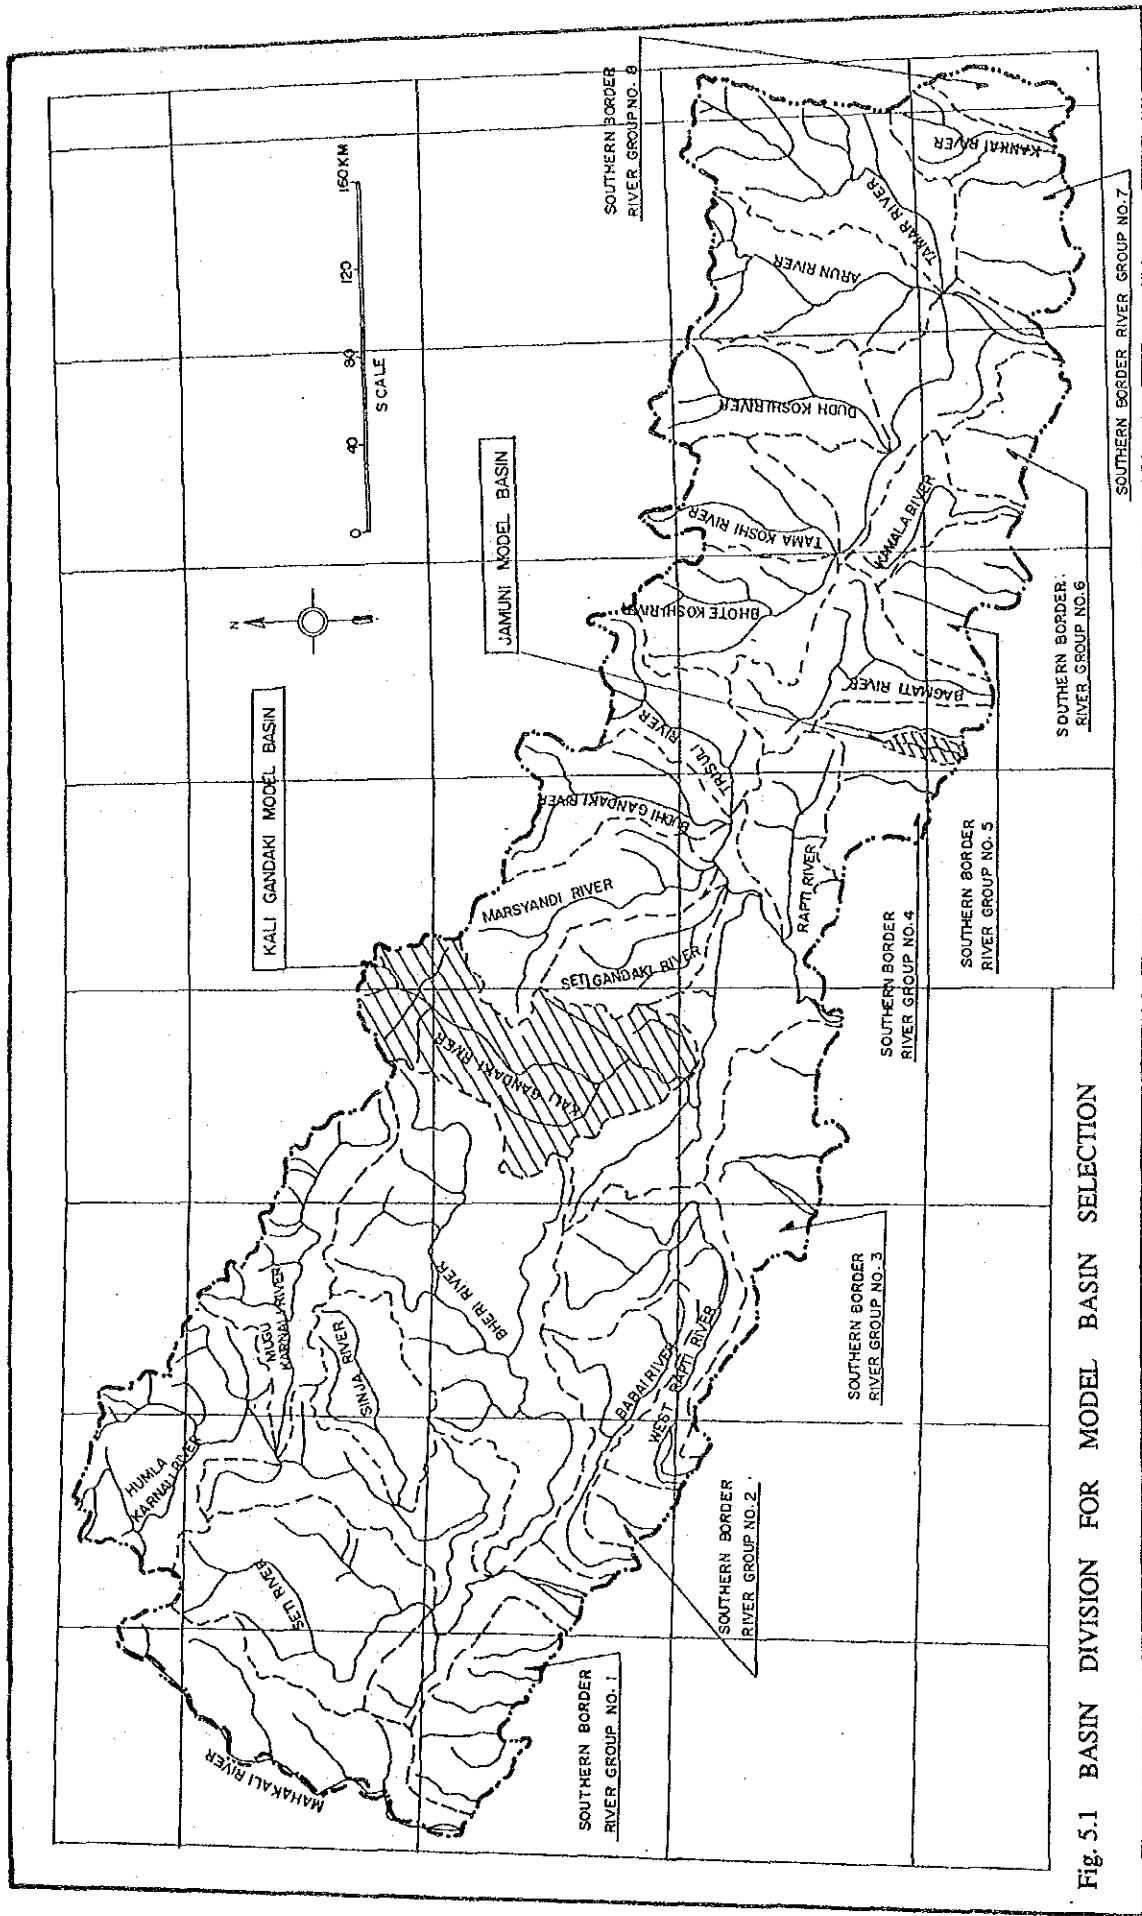 KALI GANDAKI MODEL BASIN
JAMUNI MODEL BASIN
N
0 40 80 120 160 KM
SCALE
SOUTHERN BORDER
RIVER GROUP NO. 8
HUMLA
KARNALI RIVER
MUGU
KARNALI RIVER
SINJA
RIVER
SETI RIVER
MAHAKALI RIVER
BHERI RIVER
BABAI RIVER
WEST RAPTI RIVER
KALI GANDAKI RIVER
SETI GANDAKI RIVER
MARSYANDI RIVER
BUDHI GANDAKI RIVER
TRISULI
RIVER
RAPTI RIVER
BHOTE KOSHI RIVER
TAMA KOSHI RIVER
DUDH KOSHI RIVER
ARUN RIVER
TAMAR RIVER
KANKAI RIVER
KAMALA RIVER
BAGMATI RIVER
SOUTHERN BORDER
RIVER GROUP NO. 1
SOUTHERN BORDER
RIVER GROUP NO. 2
SOUTHERN BORDER
RIVER GROUP NO. 3
SOUTHERN BORDER
RIVER GROUP NO. 4
SOUTHERN BORDER
RIVER GROUP NO. 5
SOUTHERN BORDER
RIVER GROUP NO. 6
SOUTHERN BORDER RIVER GROUP NO. 7
Fig. 5.1 BASIN DIVISION FOR MODEL BASIN SELECTION